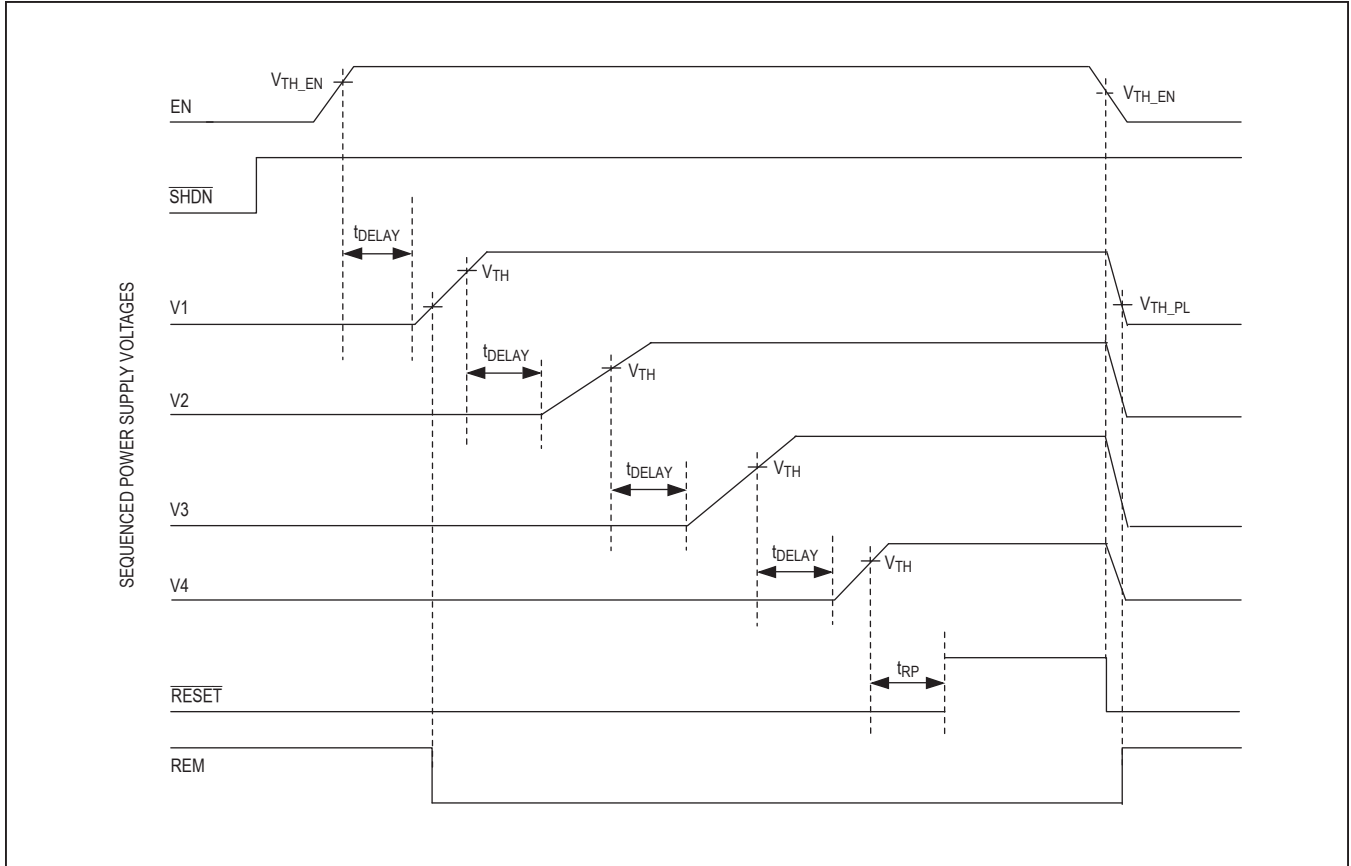 V_TH_EN
V_TH_EN
EN
SHDN
t_DELAY
V_TH
V1
V_TH_PL
t_DELAY
V_TH
V2
t_DELAY
V_TH
V3
t_DELAY
V_TH
V4
t_RP
RESET
REM
SEQUENCED POWER SUPPLY VOLTAGES